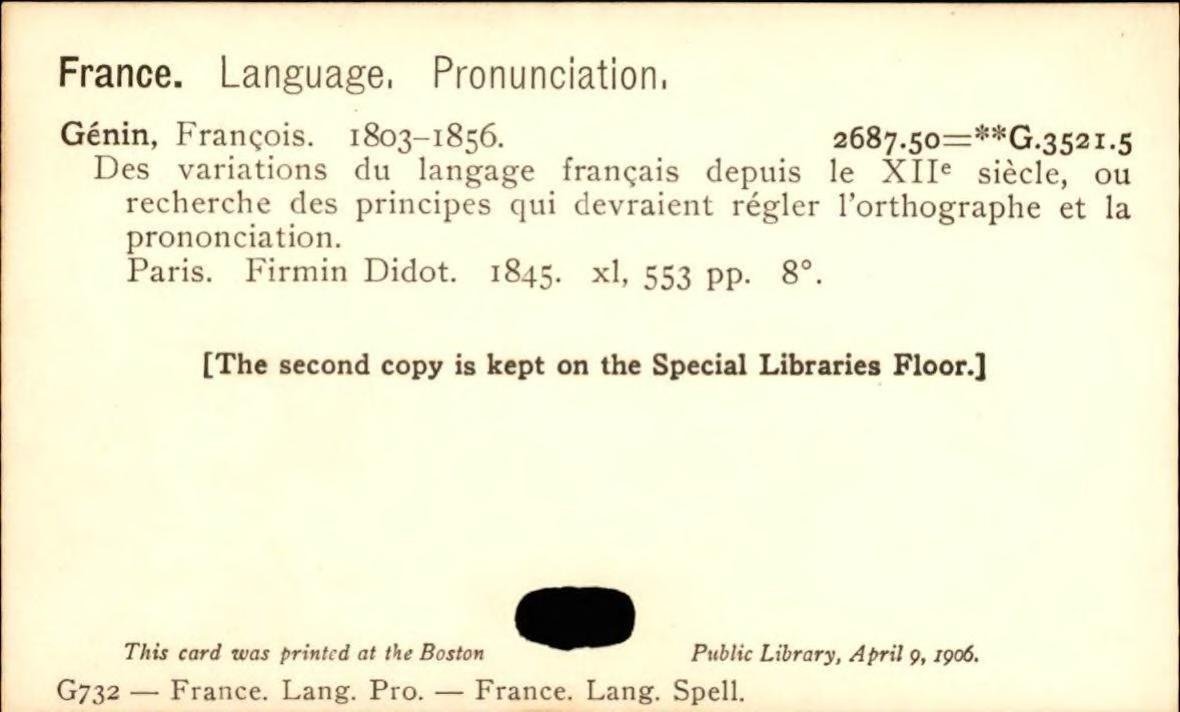 France. Language. Pronunciation.
Génin, François. 1803–1856. 2687.50=**G.3521.5
Des variations du langage français depuis le XIIe siècle, ou
recherche des principes qui devraient régler l'orthographe et la
prononciation.
Paris. Firmin Didot. 1845. xl, 553 pp. 8°.
[The second copy is kept on the Special Libraries Floor.]
This card was printed at the Boston Public Library, April 9, 1906.
G732 — France. Lang. Pro. — France. Lang. Spell.